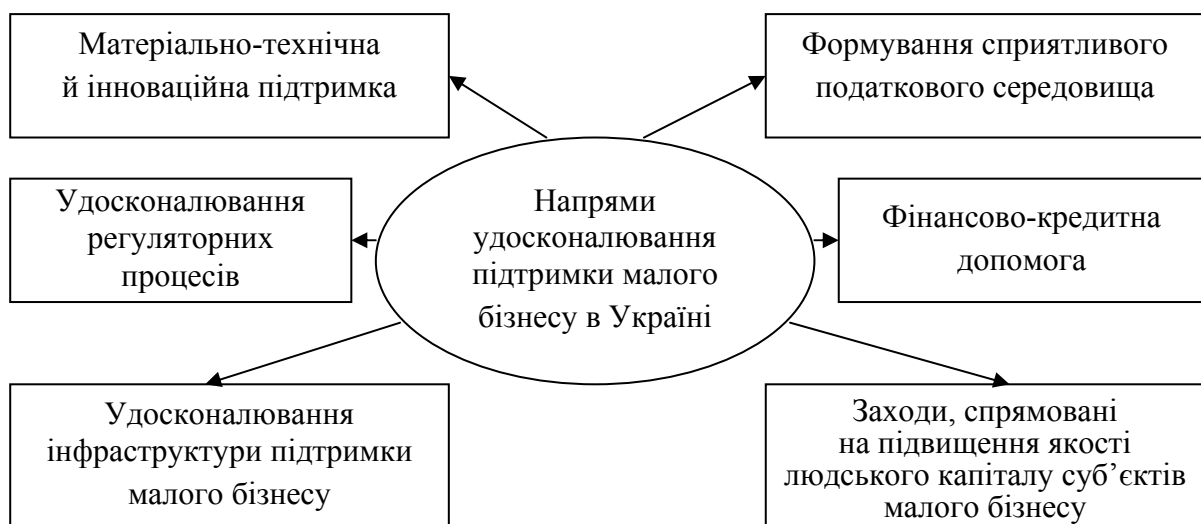 Матеріально-технічна
й інноваційна підтримка
Формування сприятливого
податкового середовища
Удосконалювання
регуляторних
процесів
Напрями
удосконалювання
підтримки малого
бізнесу в Україні
Фінансово-кредитна
допомога
Удосконалювання
інфраструктури підтримки
малого бізнесу
Заходи, спрямовані
на підвищення якості
людського капіталу суб’єктів
малого бізнесу